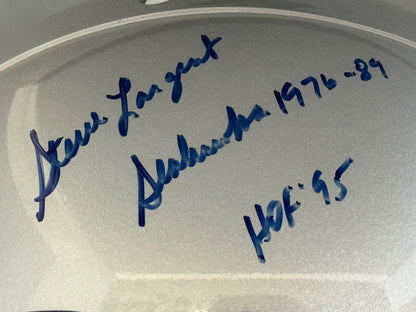 Steve Largent
Seahawks 1976-89
HOF '95